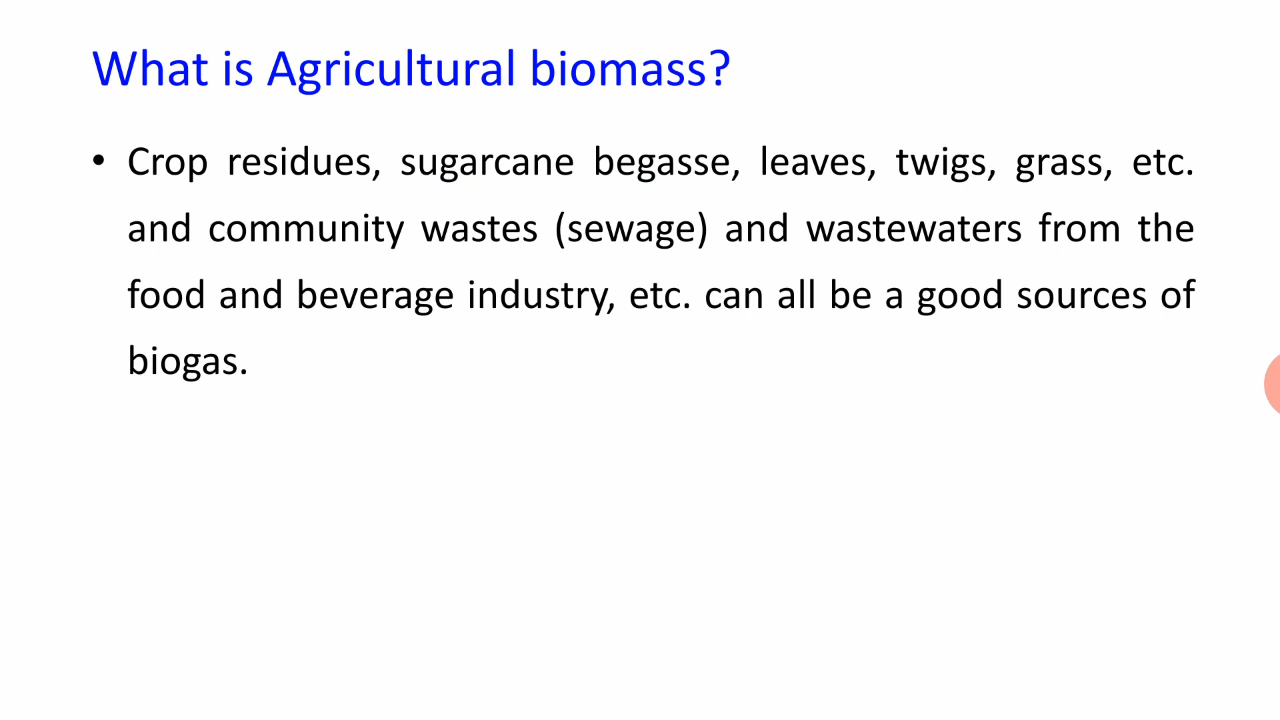 What is Agricultural biomass?
• Crop residues, sugarcane begasse, leaves, twigs, grass, etc.
and community wastes (sewage) and wastewaters from the
food and beverage industry, etc. can all be a good sources of
biogas.